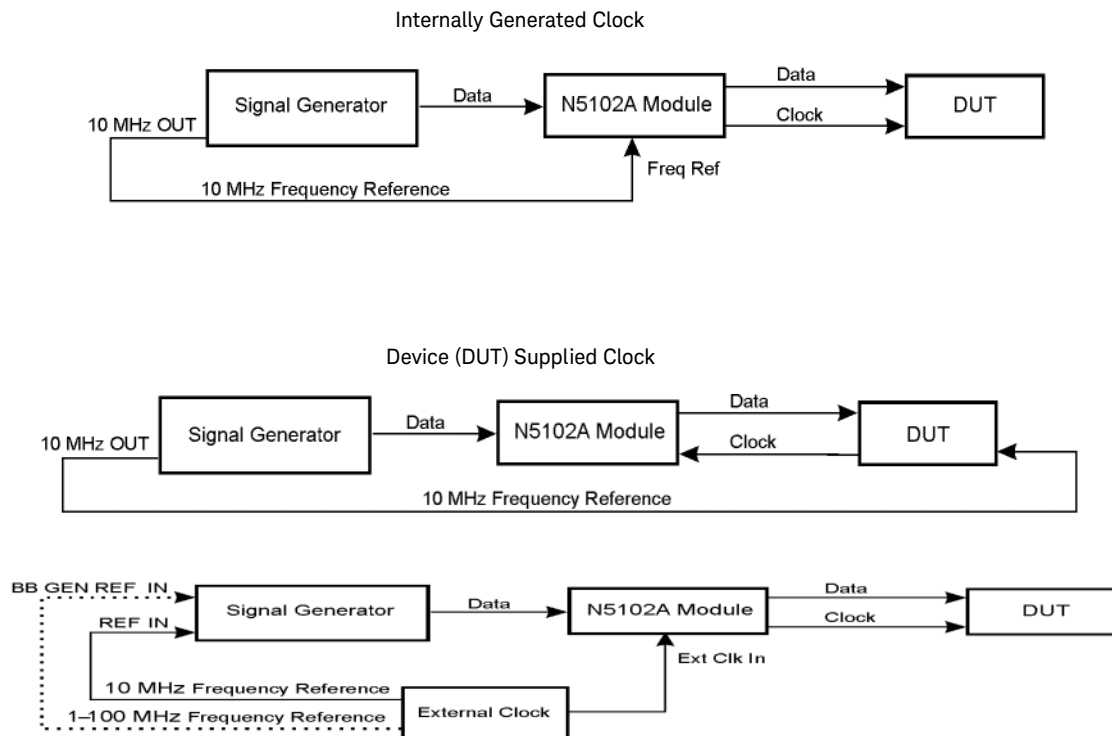 Internally Generated Clock
Signal Generator
Data
N5102A Module
Data
Clock
DUT
10 MHz OUT
Freq Ref
10 MHz Frequency Reference
Device (DUT) Supplied Clock
Signal Generator
Data
N5102A Module
Data
Clock
DUT
10 MHz OUT
10 MHz Frequency Reference
BB GEN REF IN
REF IN
Signal Generator
Data
N5102A Module
Data
Clock
DUT
Ext Clk In
10 MHz Frequency Reference
1–100 MHz Frequency Reference
External Clock